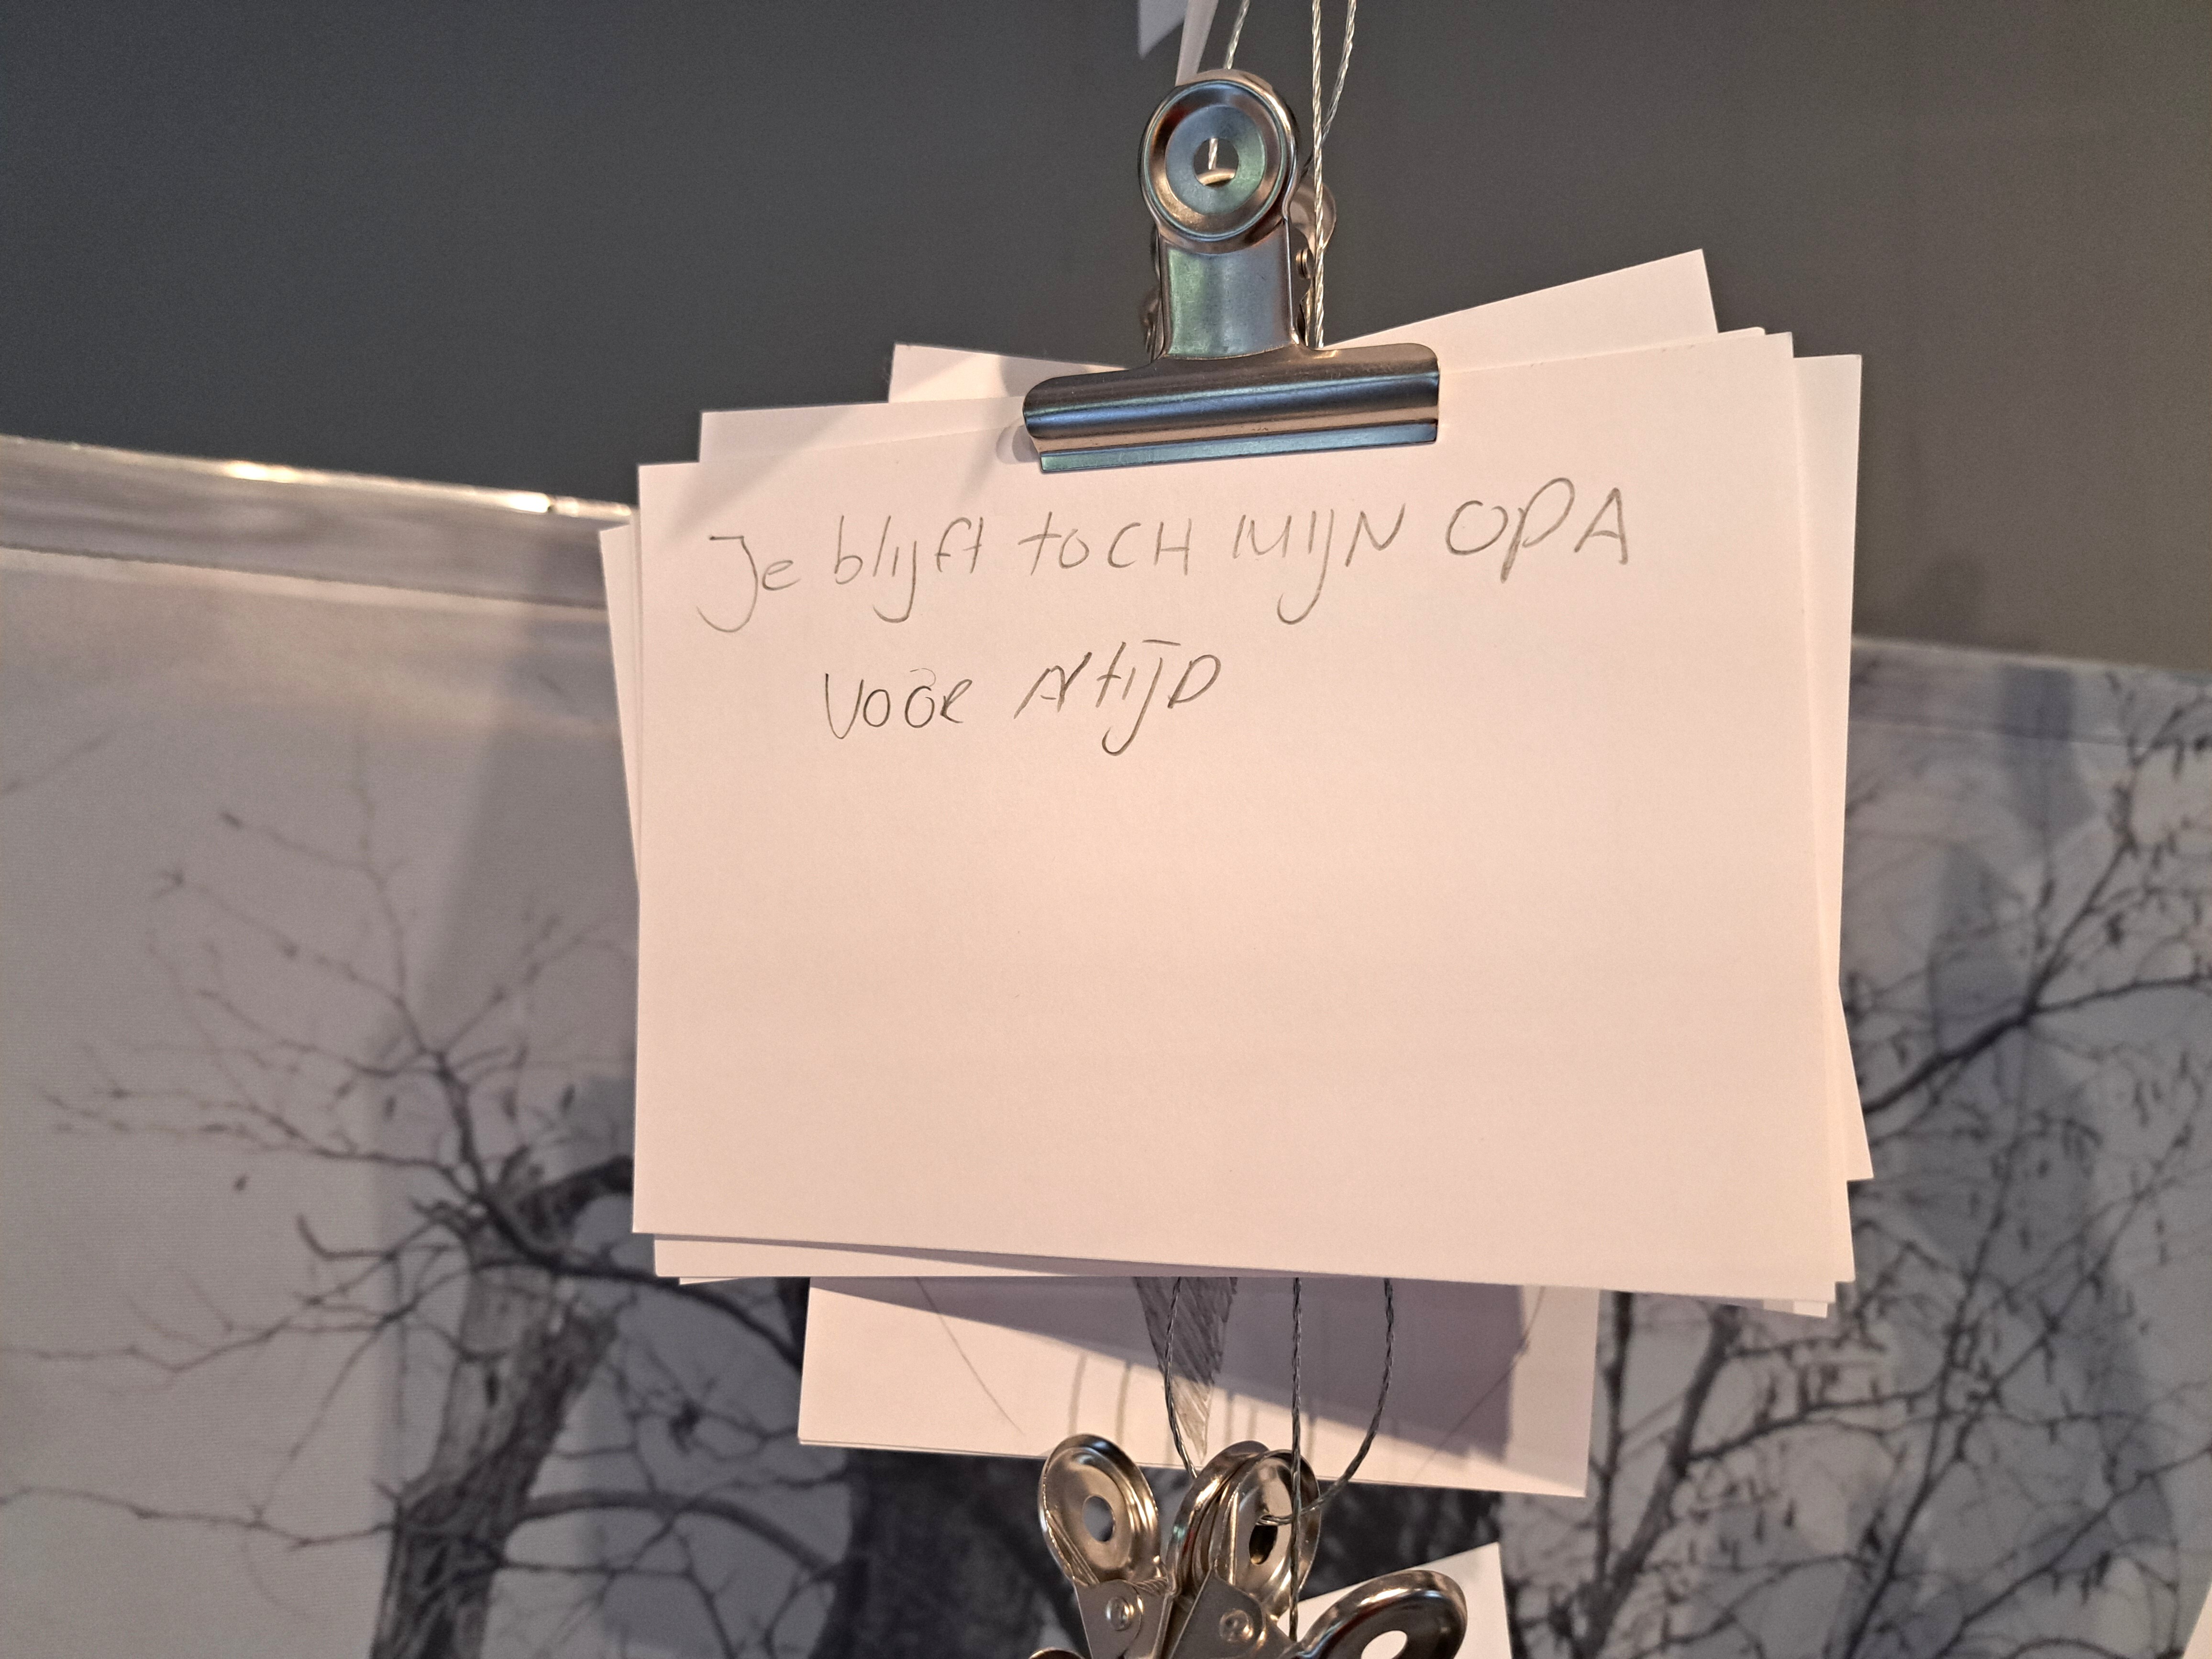 Je blijft toCH MIJN OPA
VOOR AltIJD